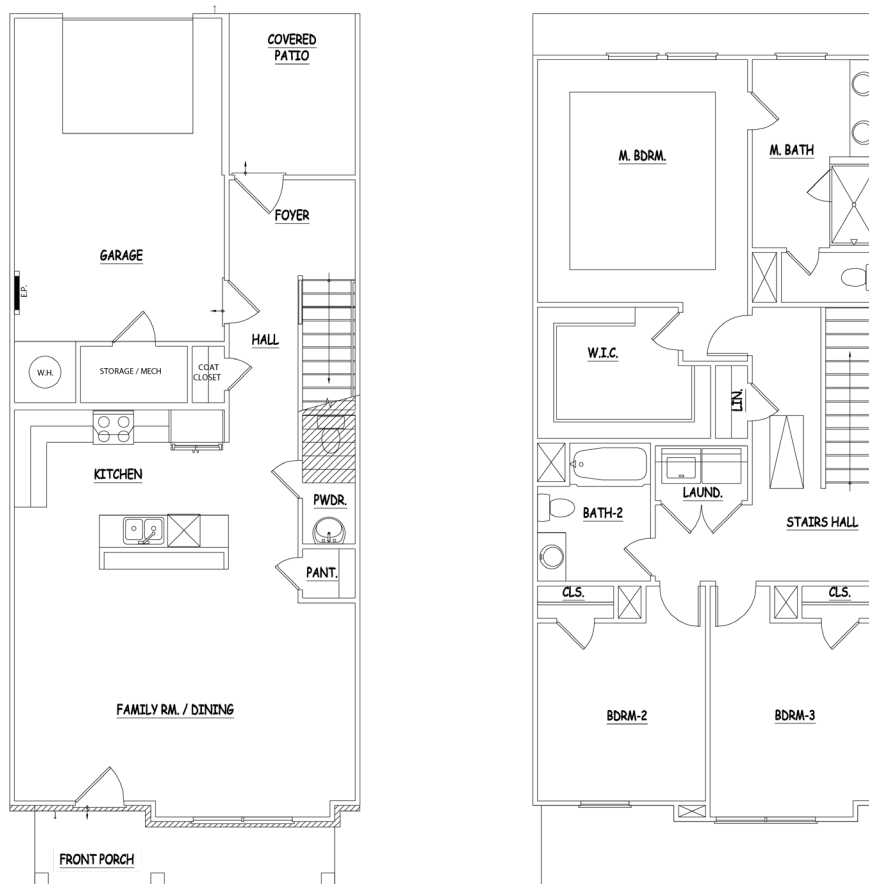 COVERED
PATIO
FOYER
GARAGE
E.P.
HALL
W.H.
STORAGE / MECH
COAT
CLOSET
KITCHEN
PWDR.
PANT.
FAMILY RM. / DINING
FRONT PORCH
M. BDRM.
M. BATH
W.I.C.
LIN.
LAUND.
BATH-2
STAIRS HALL
CLS.
CLS.
BDRM-2
BDRM-3